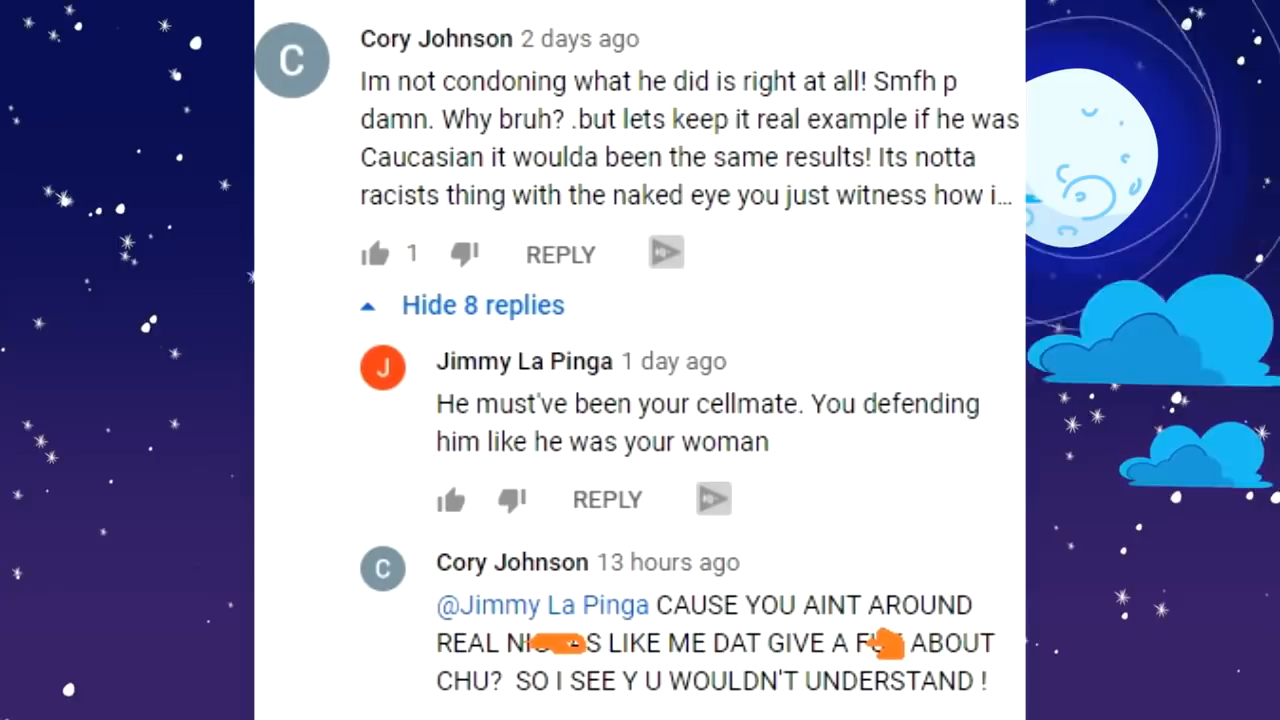 C
Cory Johnson 2 days ago
Im not condoning what he did is right at all! Smfh p
damn. Why bruh? .but lets keep it real example if he was
Caucasian it woulda been the same results! Its notta
racists thing with the naked eye you just witness how i...
1 REPLY
Hide 8 replies
J
Jimmy La Pinga 1 day ago
He must've been your cellmate. You defending
him like he was your woman
REPLY
C
Cory Johnson 13 hours ago
@Jimmy La Pinga CAUSE YOU AINT AROUND
REAL LIKE ME DAT GIVE A ABOUT
CHU? SO I SEE Y U WOULDN'T UNDERSTAND !